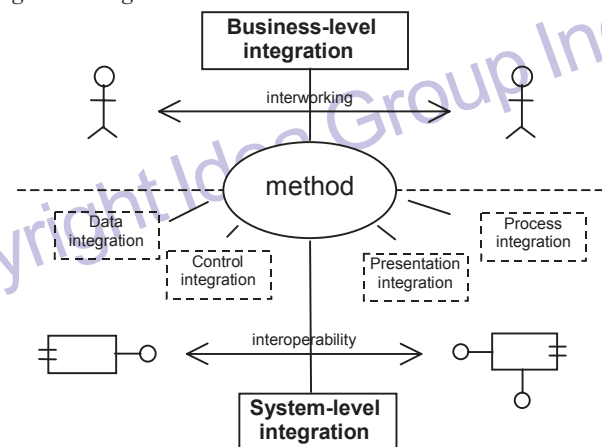 Business-level
integration
interworking
method
Data
integration
Process
integration
Control
integration
Presentation
integration
interoperability
System-level
integration